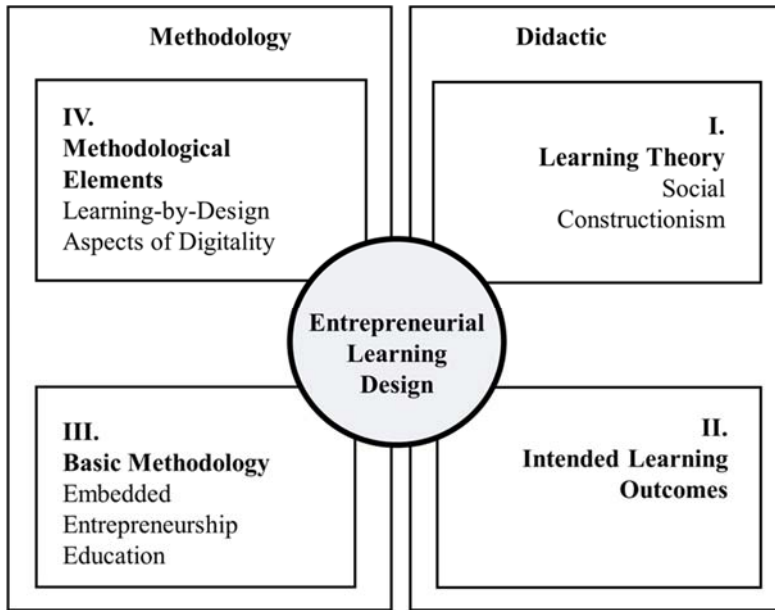 Methodology
IV.
Methodological
Elements
Learning-by-Design
Aspects of Digitality
Didactic
I.
Learning Theory
Social
Constructionism
Entrepreneurial
Learning
Design
III.
Basic Methodology
Embedded
Entrepreneurship
Education
II.
Intended Learning
Outcomes